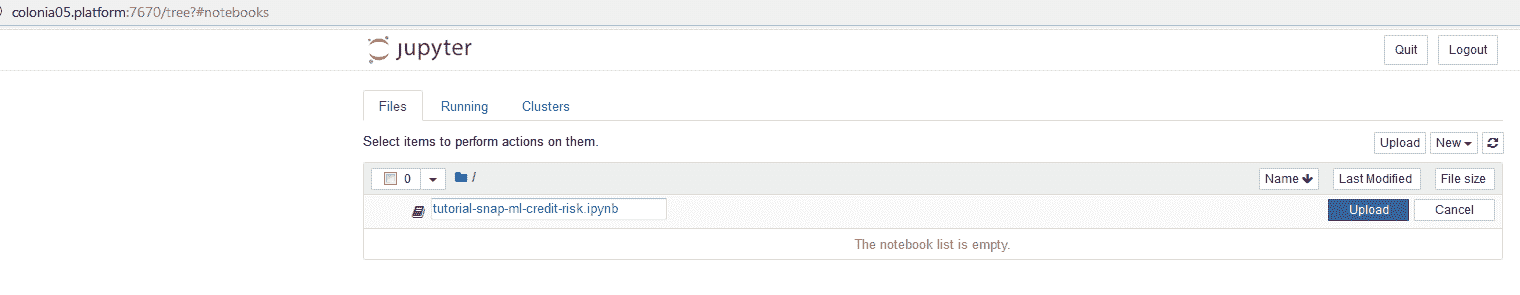 colonia05.platform:7670/tree?#notebooks
jupyter
Quit Logout
Files Running Clusters
Select items to perform actions on them.
Upload New
0 /
Name Last Modified File size
tutorial-snap-ml-credit-risk.ipynb
Upload Cancel
The notebook list is empty.